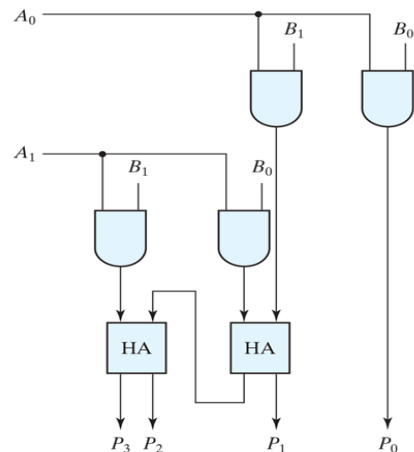 A₀
B₁ B₀
A₁
B₁ B₀
HA HA
P₃ P₂ P₁ P₀